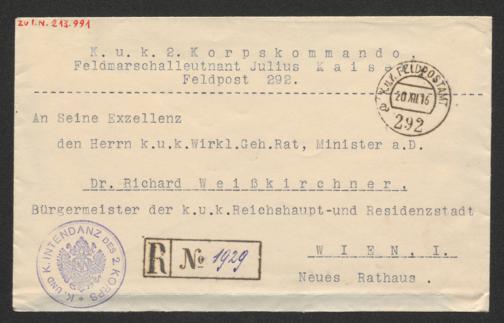 ZU I.N. 213.991
K.u.k. 2. Korpskommando.
Feldmarschalleutnant Julius Kaiser
Feldpost 292.
K.u.K. FELDPOSTAMT
20.XII.16
a
292
An Seine Exzellenz
den Herrn k.u.k.Wirkl.Geh.Rat, Minister a.D.
Dr. Richard Weißkirchner,
Bürgermeister der k.u.k.Reichshaupt-und Residenzstadt
WIEN, I.
Neues Rathaus.
K. UND K. INTENDANZ DES 2. KORPS
R No 1929